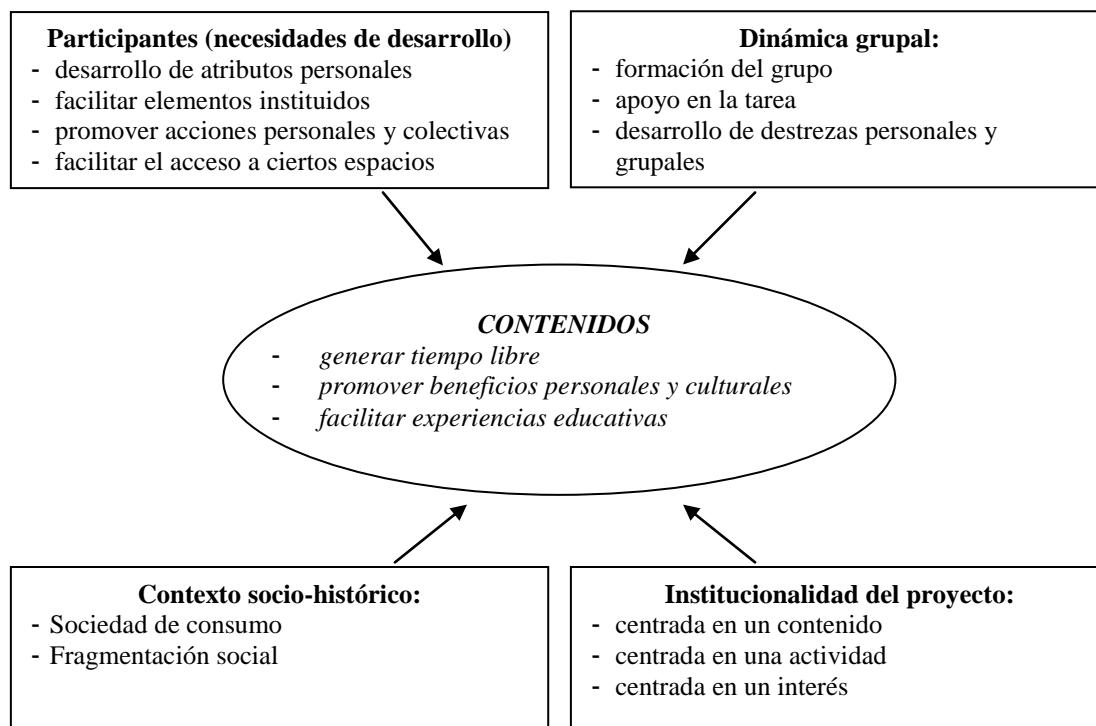 Participantes (necesidades de desarrollo)
- desarrollo de atributos personales
- facilitar elementos instituidos
- promover acciones personales y colectivas
- facilitar el acceso a ciertos espacios
Dinámica grupal:
- formación del grupo
- apoyo en la tarea
- desarrollo de destrezas personales y
grupales
CONTENIDOS
- generar tiempo libre
- promover beneficios personales y culturales
- facilitar experiencias educativas
Contexto socio-histórico:
- Sociedad de consumo
- Fragmentación social
Institucionalidad del proyecto:
- centrada en un contenido
- centrada en una actividad
- centrada en un interés